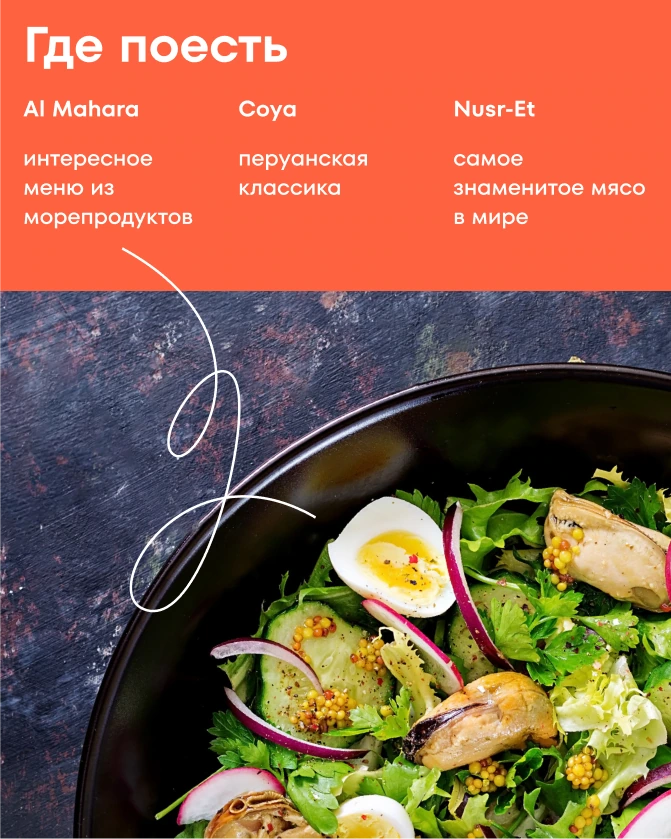 Где поесть
Al Mahara
интересное
меню из
морепродуктов
Coya
перуанская
классика
Nusr-Et
самое
знаменитое мясо
в мире